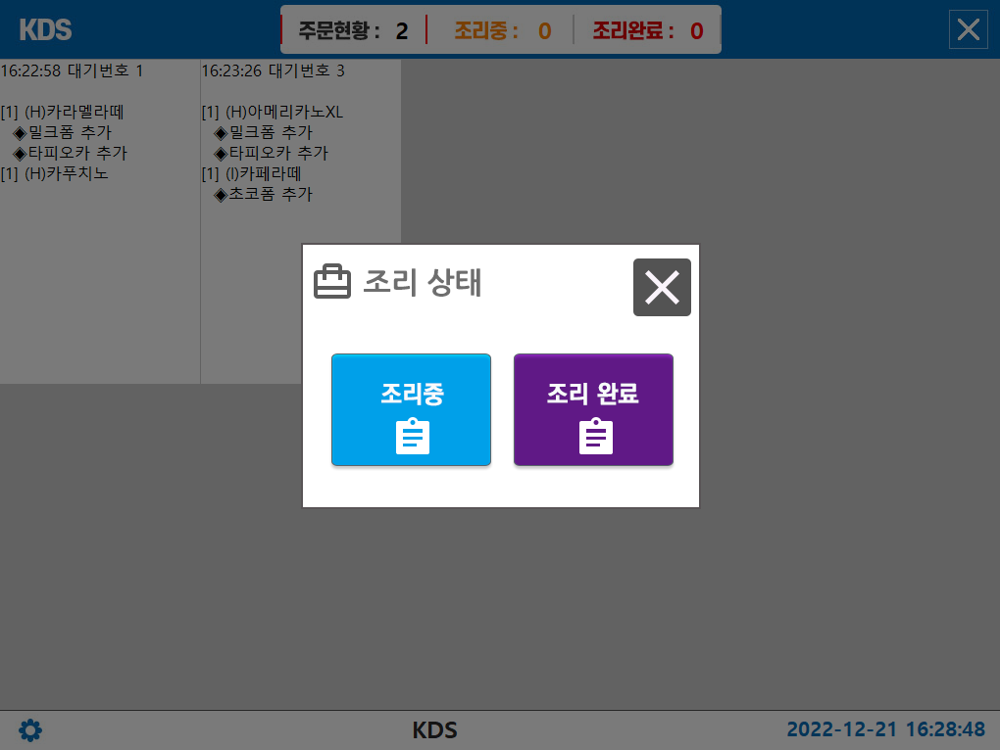 KDS
주문현황 : 2 조리중 : 0 조리완료 : 0
16:22:58 대기번호 1
[1] (H)카라멜라떼
◈밀크폼 추가
◈타피오카 추가
[1] (H)카푸치노
16:23:26 대기번호 3
[1] (H)아메리카노XL
◈밀크폼 추가
◈타피오카 추가
[1] (I)카페라떼
◈초코폼 추가
조리 상태
조리중
조리 완료
KDS
2022-12-21 16:28:48